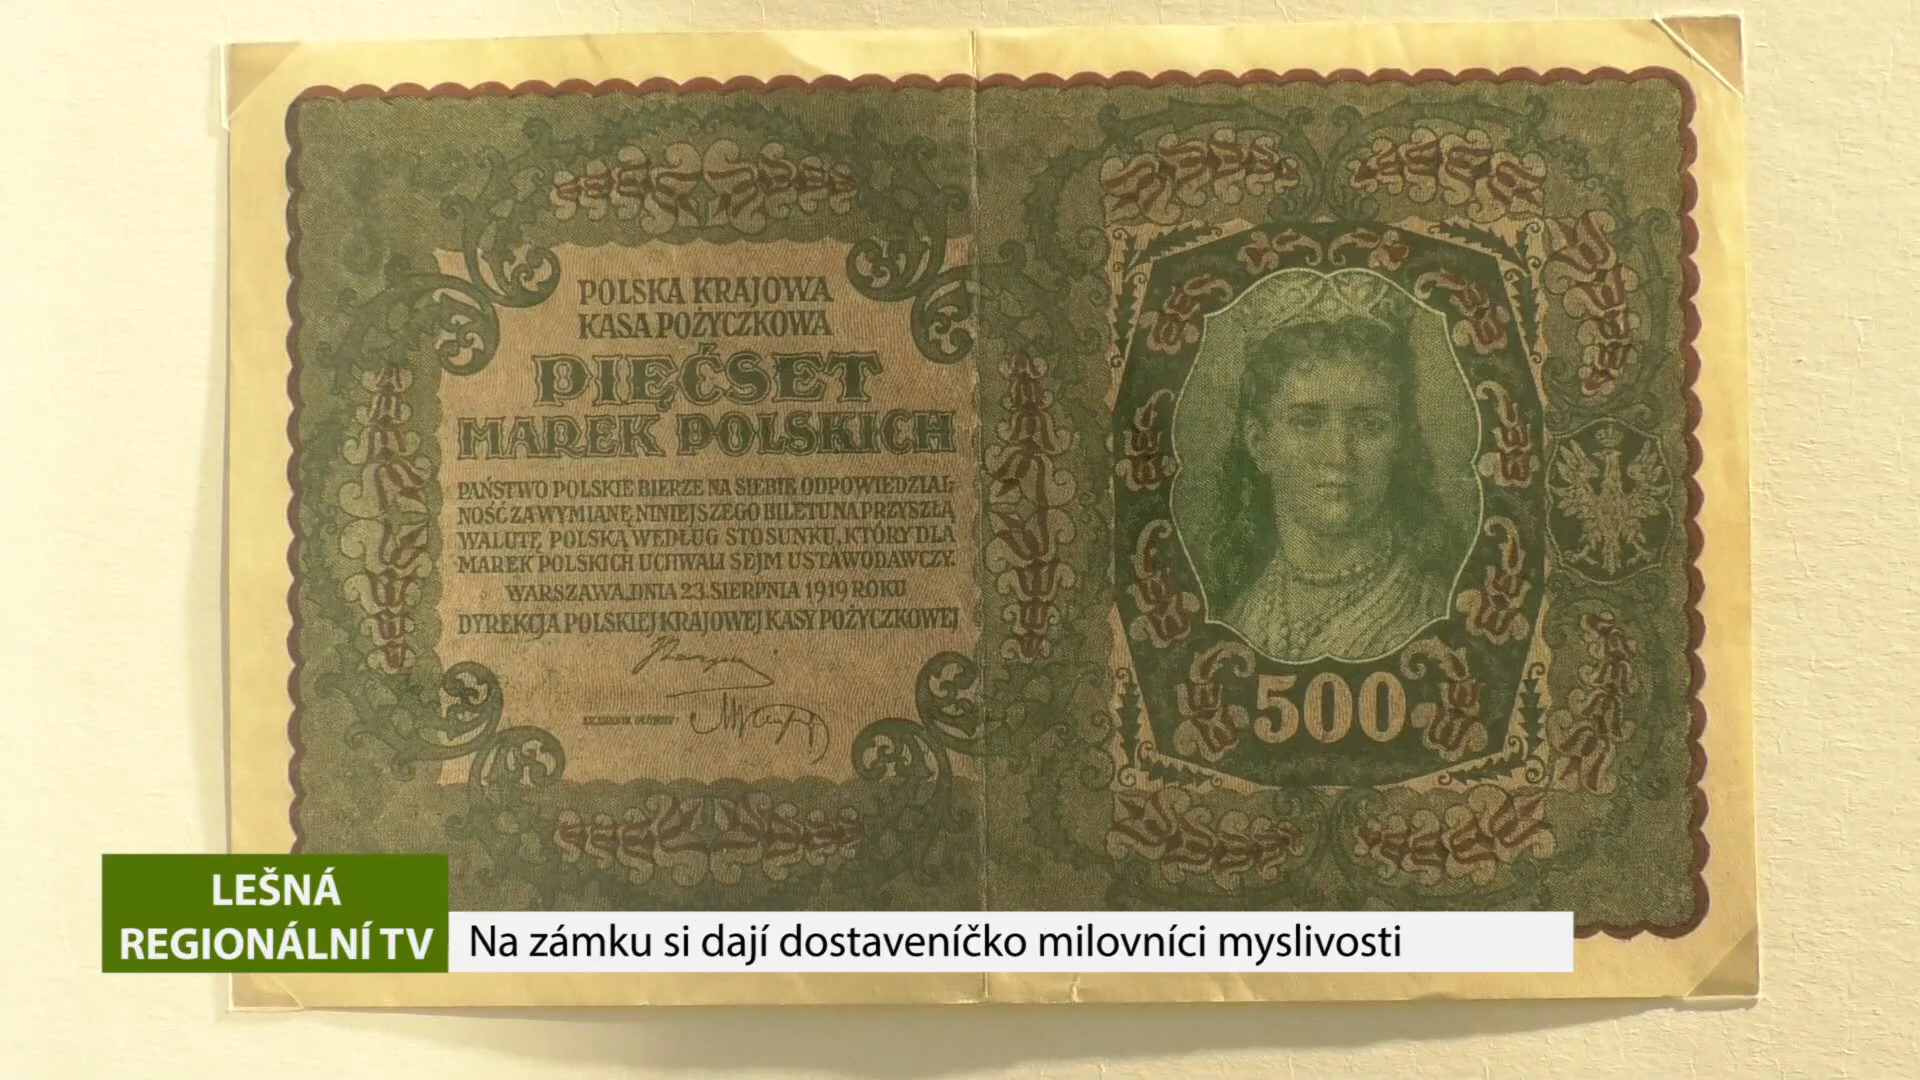 POLSKA KRAJOWA
KASA POŻYCZKOWA
PIĘĆSET
MAREK POLSKICH
PAŃSTWO POLSKIE BIERZE NA SIEBIE ODPOWIEDZIAL-
NOŚĆ ZA WYMIANĘ NINIEJSZEGO BILETU NA PRZYSZŁĄ
WALUTĘ POLSKĄ WEDŁUG STOSUNKU, KTÓRY DLA
MAREK POLSKICH UCHWALI SEJM USTAWODAWCZY.
WARSZAWA, DNIA 23. SIERPNIA 1919 ROKU
DYREKCJA POLSKIEJ KRAJOWEJ KASY POŻYCZKOWEJ
500
LEŠNÁ
REGIONÁLNÍ TV
Na zámku si dají dostaveníčko milovníci myslivosti